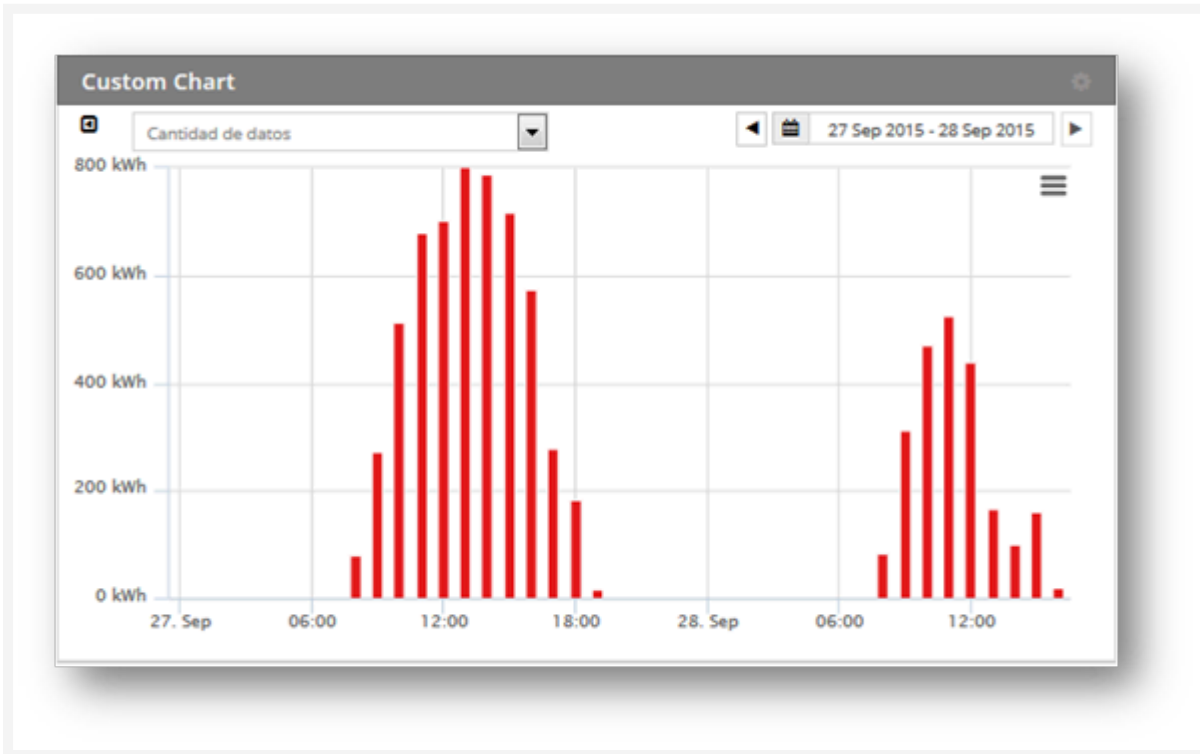 Custom Chart
Cantidad de datos
27 Sep 2015 - 28 Sep 2015
800 kWh
600 kWh
400 kWh
200 kWh
0 kWh
27. Sep 06:00 12:00 18:00 28. Sep 06:00 12:00